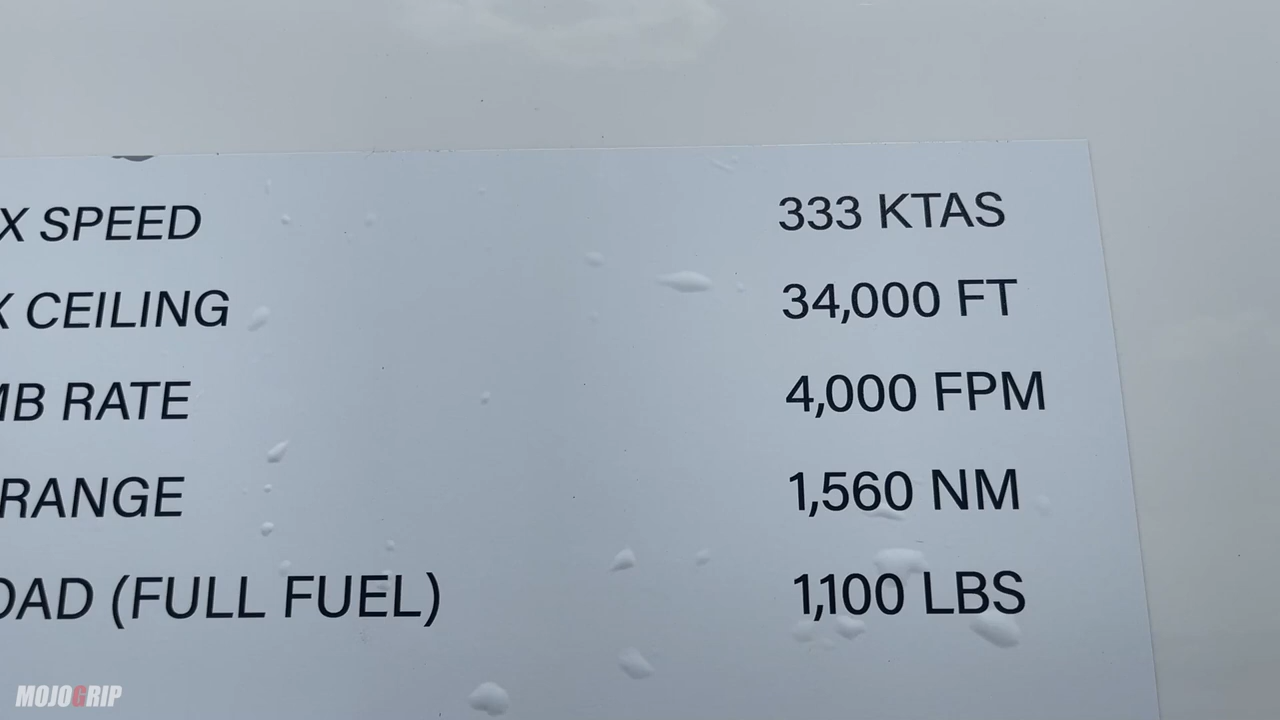 X SPEED 333 KTAS
X CEILING 34,000 FT
MB RATE 4,000 FPM
RANGE 1,560 NM
OAD (FULL FUEL) 1,100 LBS
MOJOGRIP